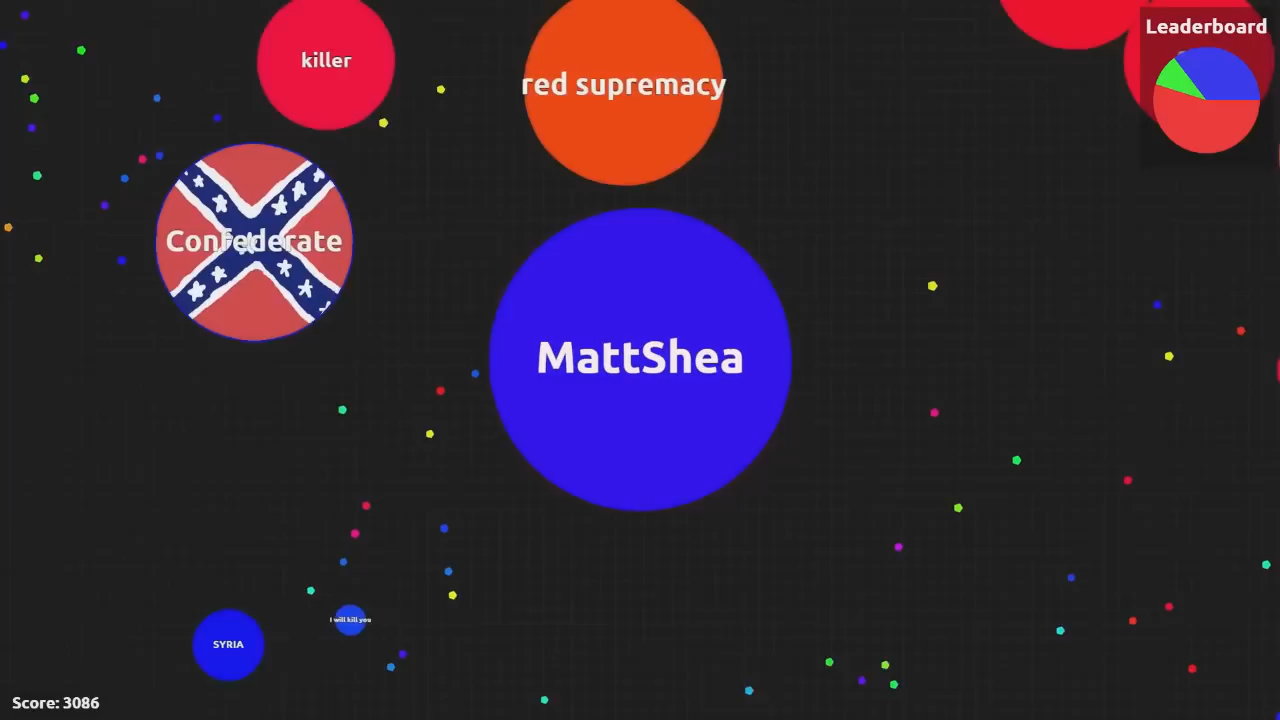 Leaderboard
killer
red supremacy
Confederate
MattShea
I will kill you
SYRIA
Score: 3086